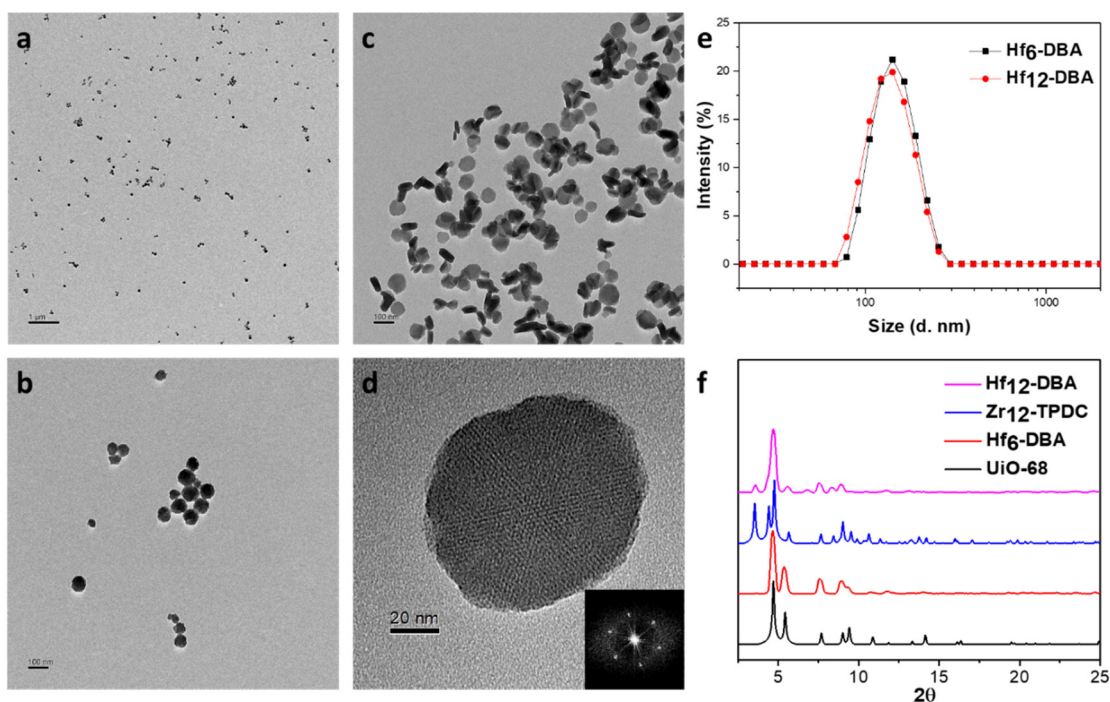 a
1 µm
b
100 nm
c
100 nm
d
20 nm
e
Intensity (%)
25
20
15
10
5
0
Hf6-DBA
Hf12-DBA
100
1000
Size (d. nm)
f
Hf12-DBA
Zr12-TPDC
Hf6-DBA
UiO-68
5
10
15
20
25
2θ